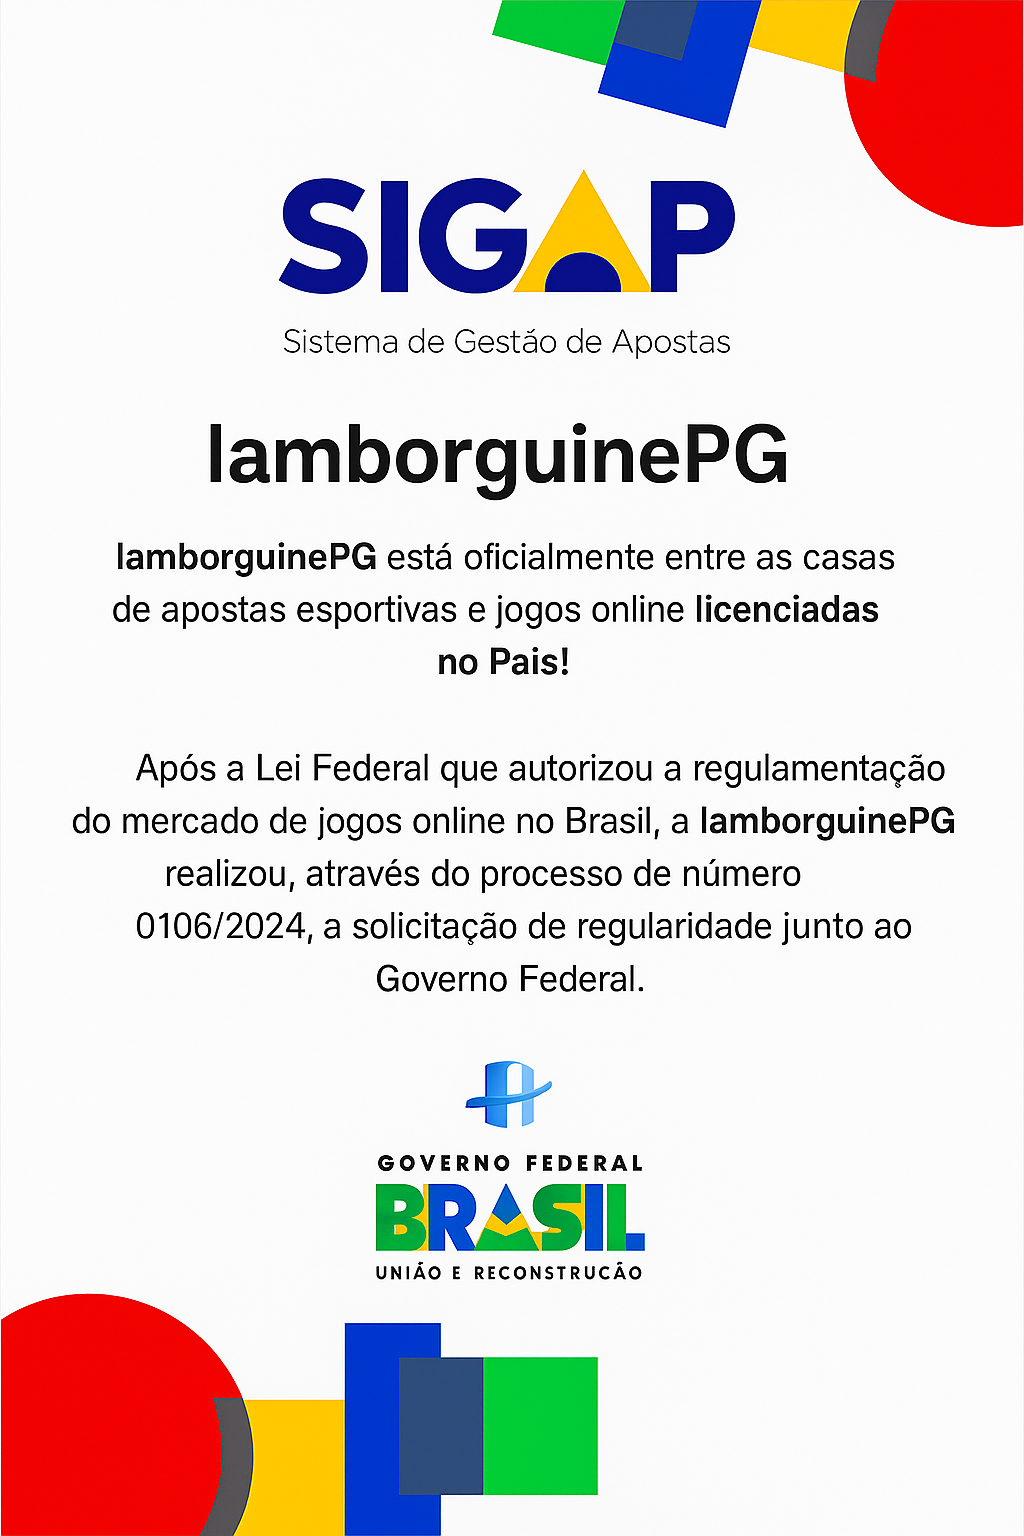 SIGAP
Sistema de Gestão de Apostas
lamborguinePG
lamborguinePG está oficialmente entre as casas
de apostas esportivas e jogos online licenciadas
no Pais!
Após a Lei Federal que autorizou a regulamentação
do mercado de jogos online no Brasil, a lamborguinePG
realizou, através do processo de número
0106/2024, a solicitação de regularidade junto ao
Governo Federal.
GOVERNO FEDERAL
BRASIL
UNIÃO E RECONSTRUCÃO